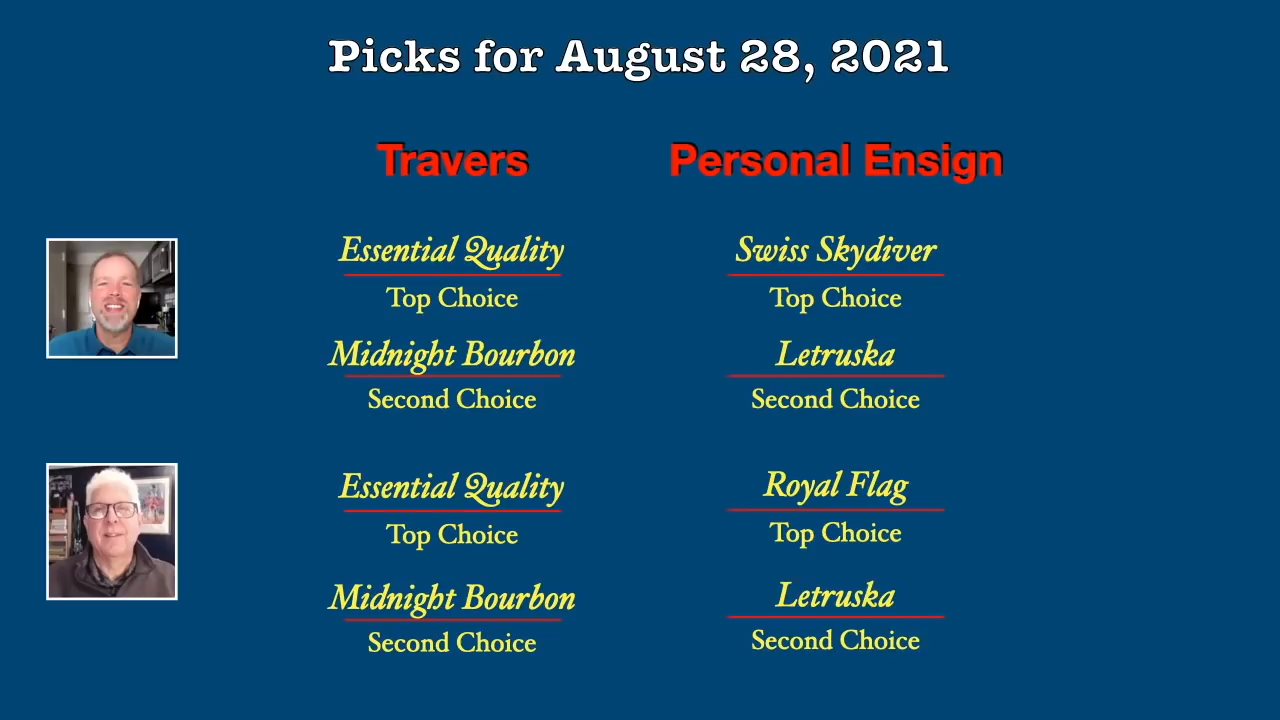 Picks for August 28, 2021
Travers
Personal Ensign
Essential Quality
Swiss Skydiver
Top Choice
Top Choice
Midnight Bourbon
Letruska
Second Choice
Second Choice
Essential Quality
Royal Flag
Top Choice
Top Choice
Midnight Bourbon
Letruska
Second Choice
Second Choice